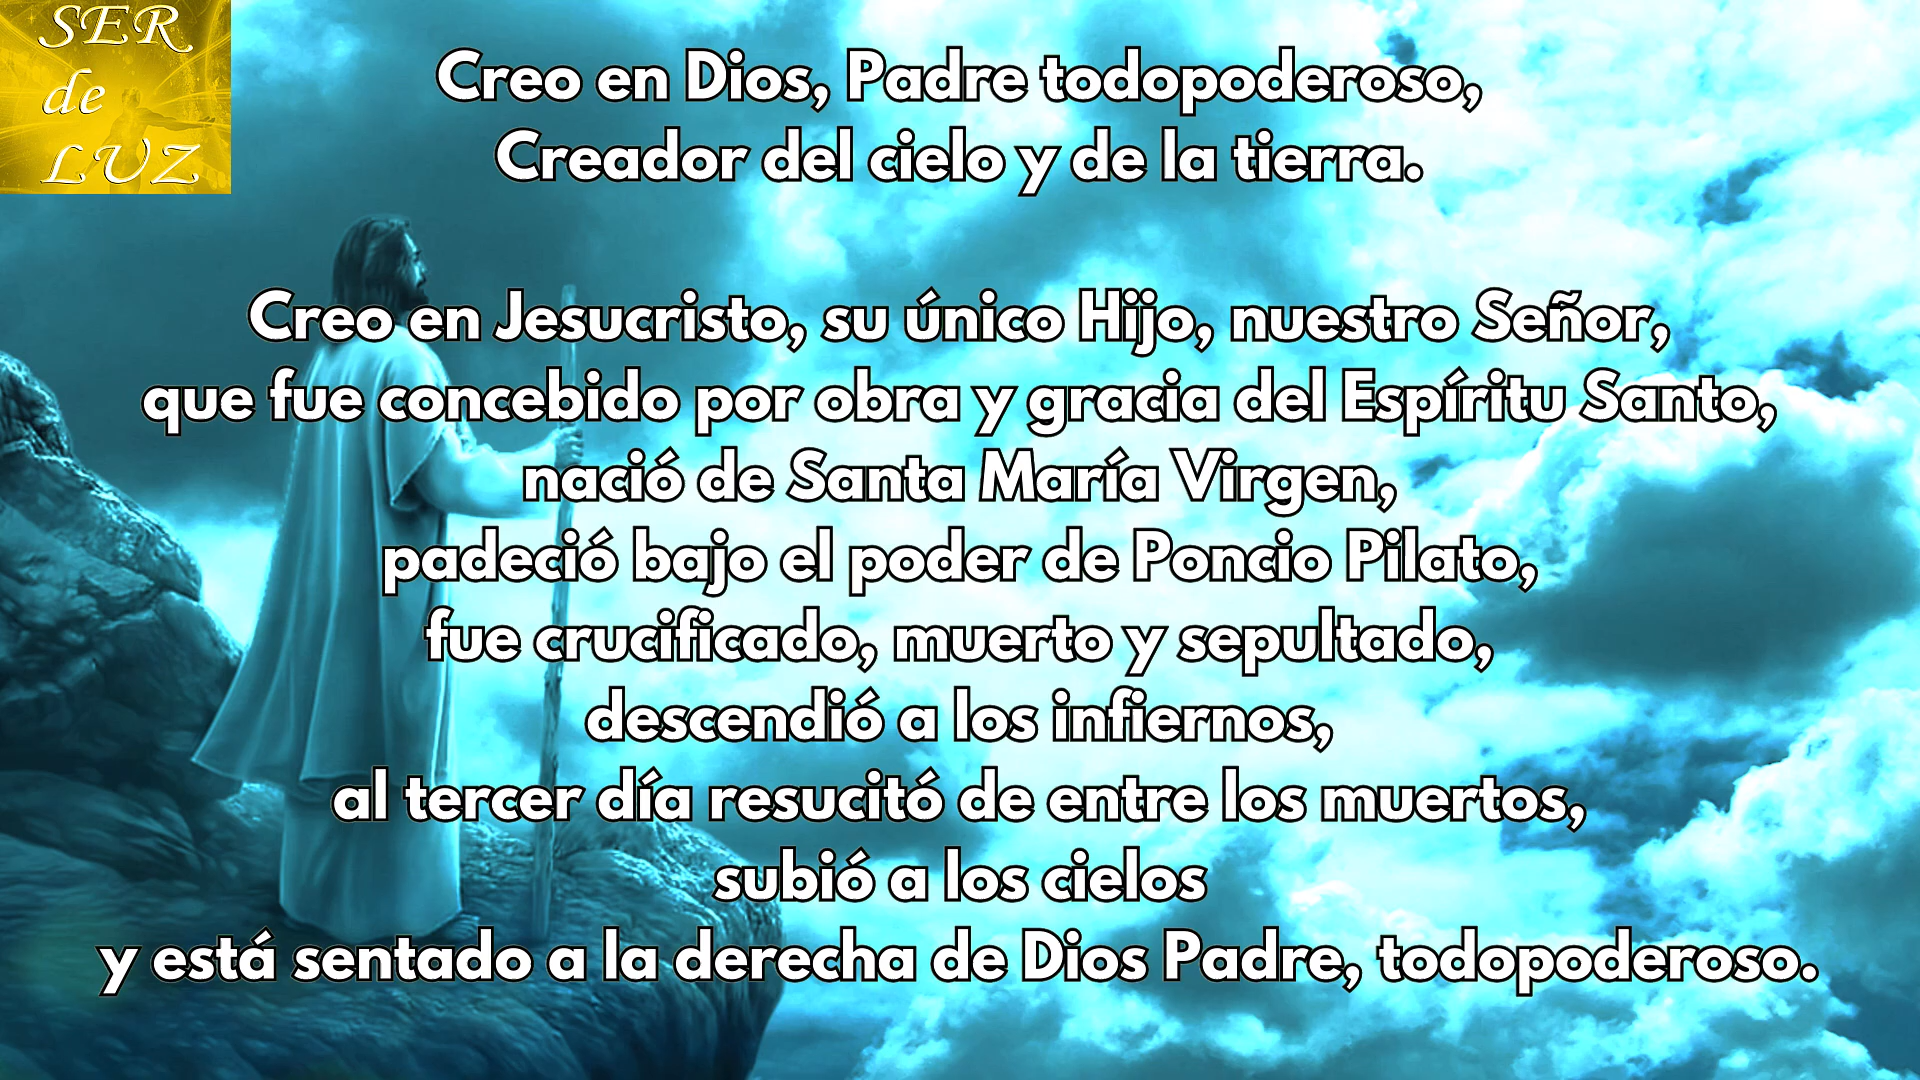 SER
de
LUZ
Creo en Dios, Padre todopoderoso,
Creador del cielo y de la tierra.
Creo en Jesucristo, su único Hijo, nuestro Señor,
que fue concebido por obra y gracia del Espíritu Santo,
nació de Santa María Virgen,
padeció bajo el poder de Poncio Pilato,
fue crucificado, muerto y sepultado,
descendió a los infiernos,
al tercer día resucitó de entre los muertos,
subió a los cielos
y está sentado a la derecha de Dios Padre, todopoderoso.